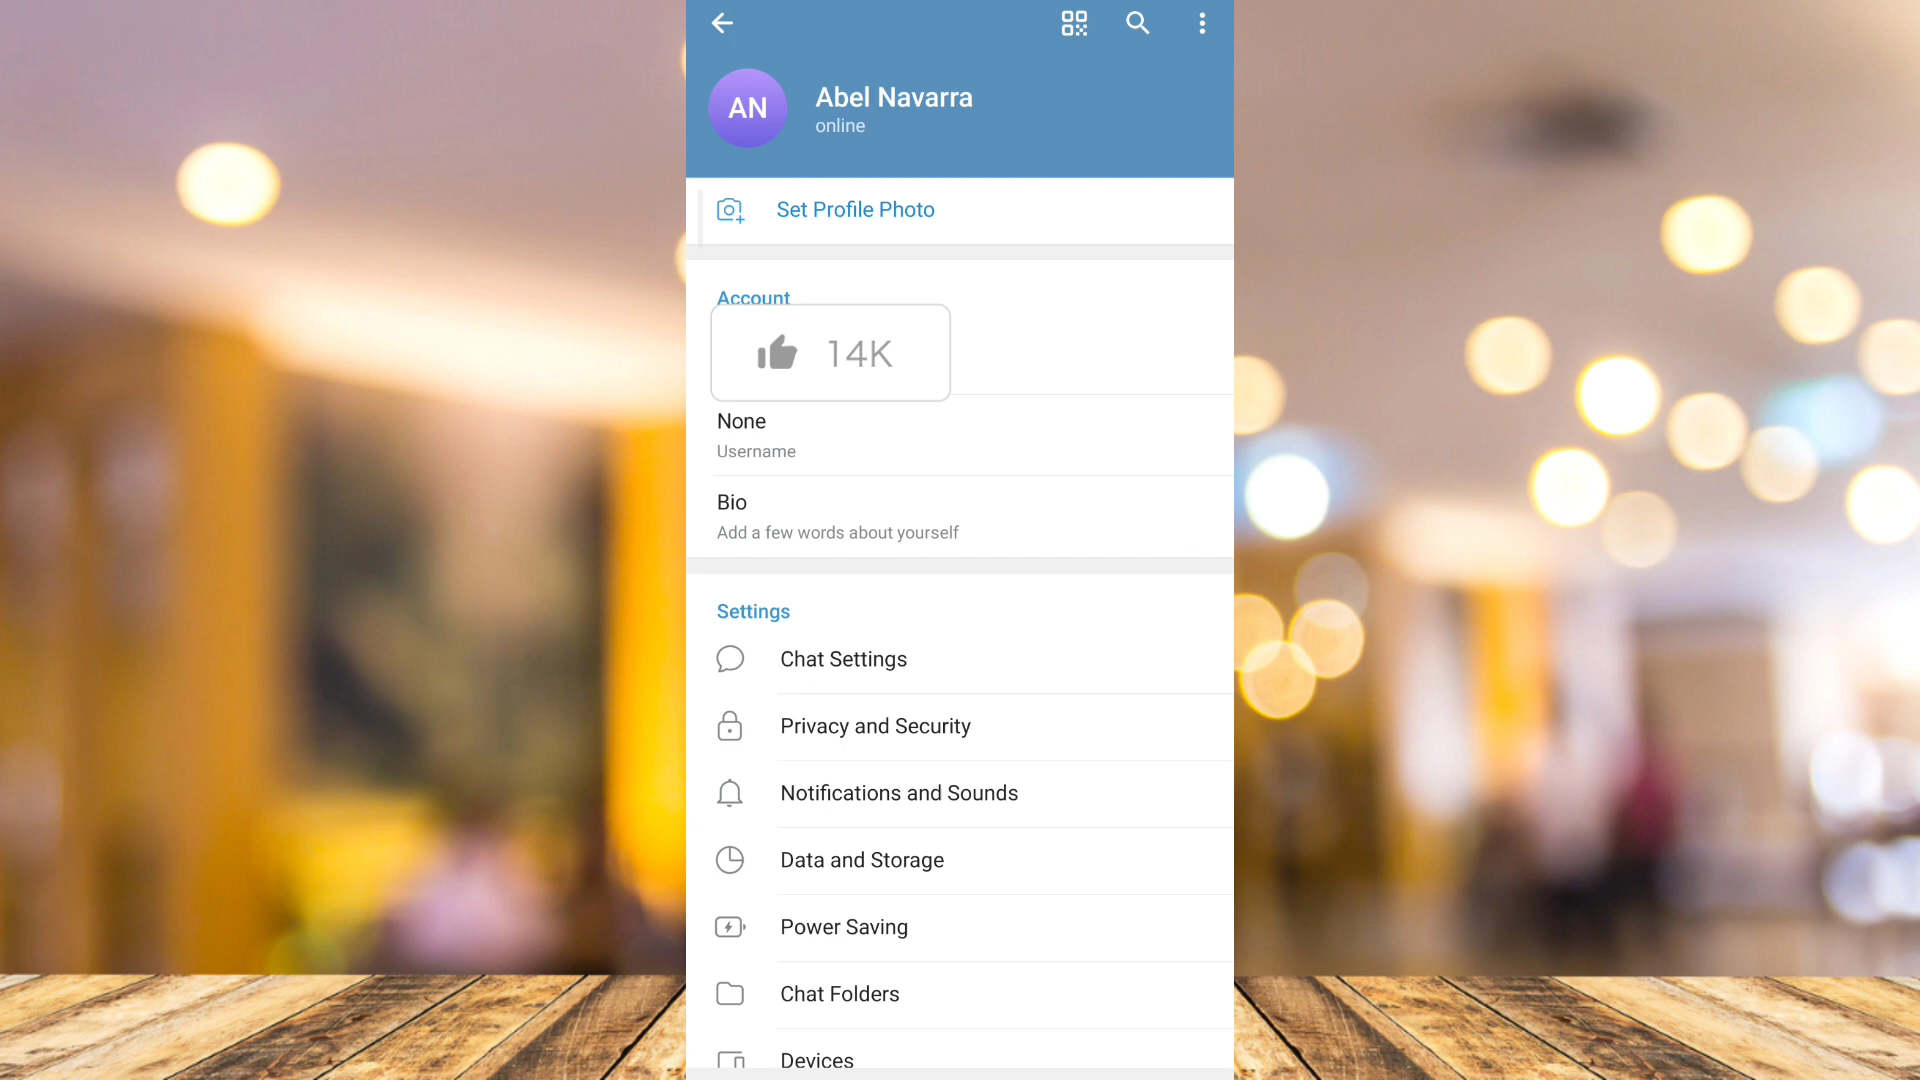 AN
Abel Navarra
online
Set Profile Photo
Account
14K
None
Username
Bio
Add a few words about yourself
Settings
Chat Settings
Privacy and Security
Notifications and Sounds
Data and Storage
Power Saving
Chat Folders
Devices